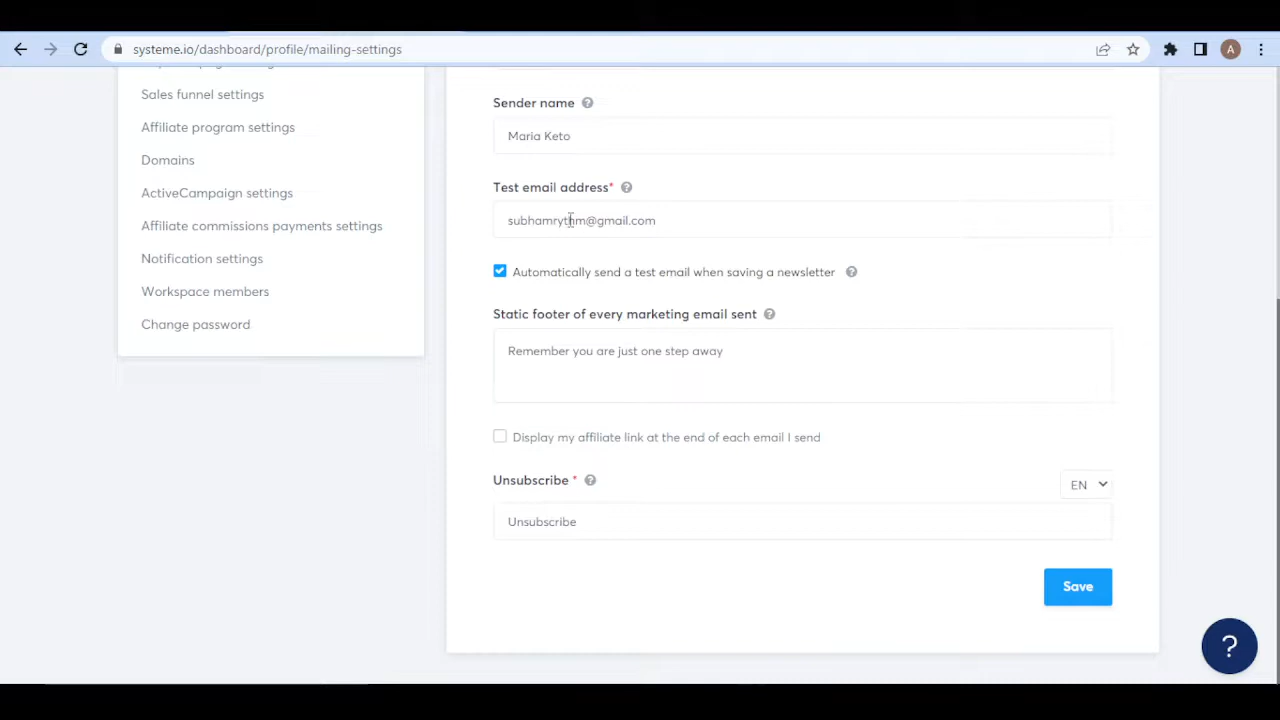 systeme.io/dashboard/profile/mailing-settings
A
Sales funnel settings
Affiliate program settings
Domains
ActiveCampaign settings
Affiliate commissions payments settings
Notification settings
Workspace members
Change password
Sender name ?
Maria Keto
Test email address* ?
subhamrythm@gmail.com
Automatically send a test email when saving a newsletter ?
Static footer of every marketing email sent ?
Remember you are just one step away
Display my affiliate link at the end of each email I send
Unsubscribe * ?
EN
Unsubscribe
Save
?